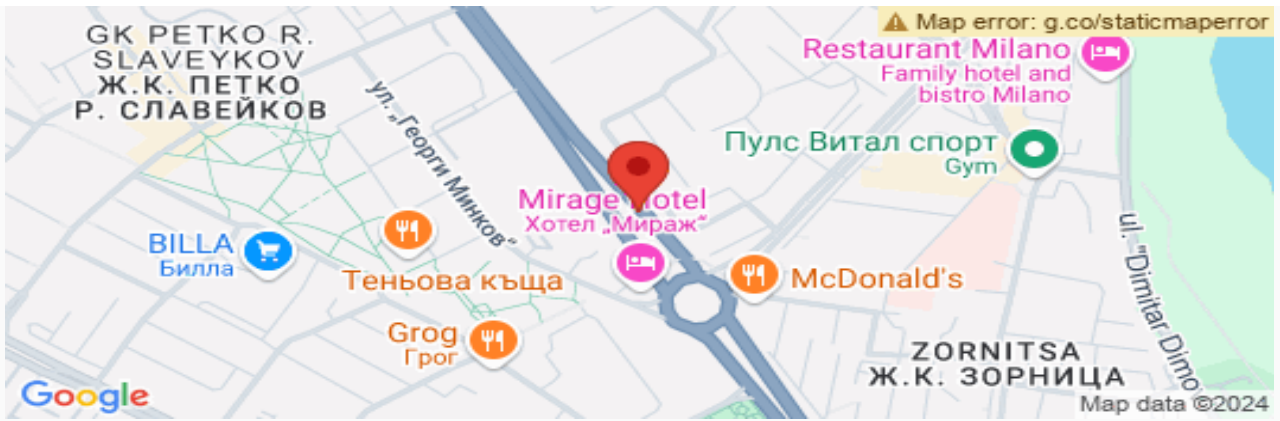 Map error: g.co/staticmaperror
GK PETKO R.
SLAVEYKOV
Ж.К. ПЕТКО
Р. СЛАВЕЙКОВ
Restaurant Milano
Family hotel and
bistro Milano
ул. „Георги Минков“
Пулс Витал спорт
Gym
Mirage Hotel
Хотел „Мираж“
BILLA
Билла
Теньова къща
McDonald's
ul. "Dimitar Dimov
Grog
Грог
ZORNITSA
Ж.К. ЗОРНИЦА
Google
Map data ©2024